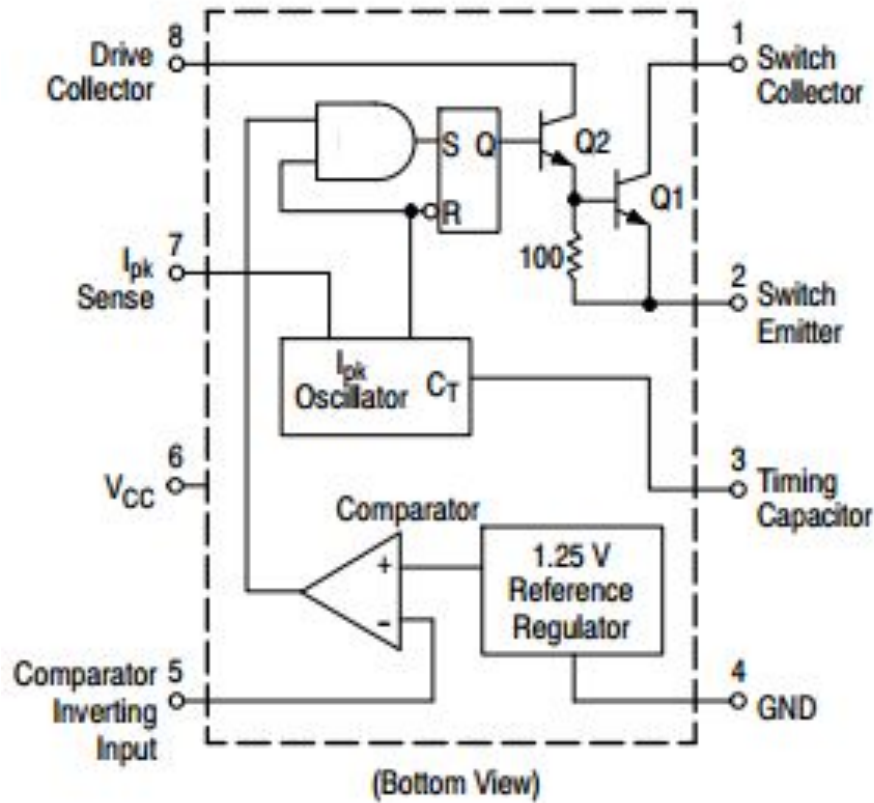 8
Drive
Collector
1
Switch
Collector
S Q
Q2
R
Q1
100
7
Ipk
Sense
2
Switch
Emitter
Ipk
Oscillator
CT
6
VCC
3
Timing
Capacitor
Comparator
+
-
1.25 V
Reference
Regulator
5
Comparator
Inverting
Input
4
GND
(Bottom View)